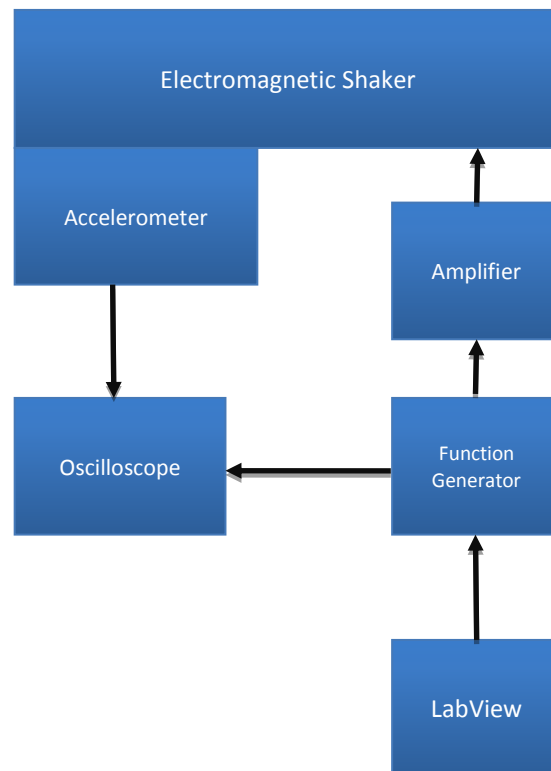 Electromagnetic Shaker
Accelerometer
Amplifier
Oscilloscope
Function
Generator
LabView